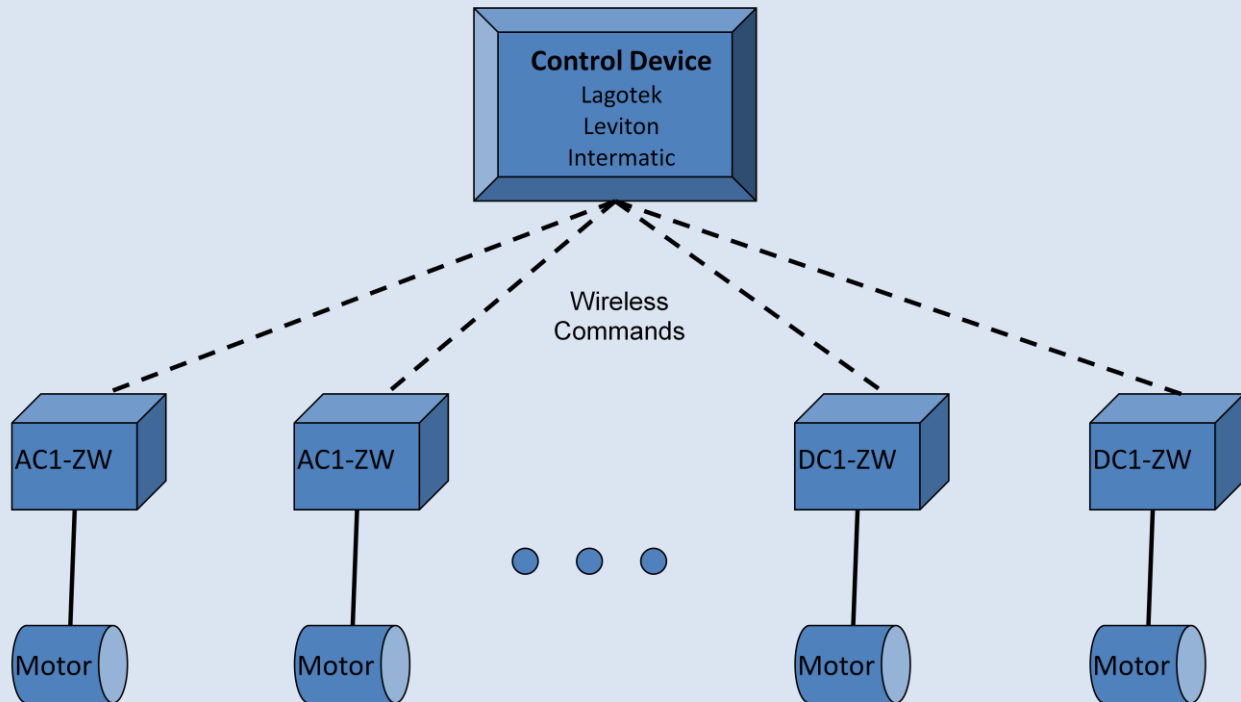 Control Device
Lagotek
Leviton
Intermatic
Wireless
Commands
AC1-ZW
AC1-ZW
DC1-ZW
DC1-ZW
Motor
Motor
Motor
Motor